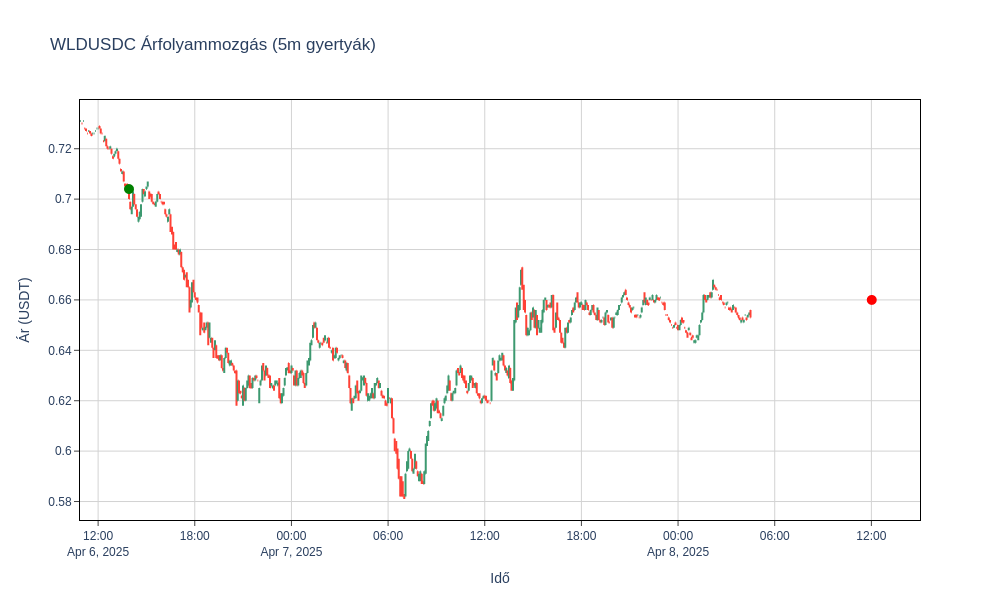 WLDUSDC Árfolyammozgás (5m gyertyák)
Ár (USDT)
0.72
0.7
0.68
0.66
0.64
0.62
0.6
0.58
12:00 18:00 00:00 06:00 12:00 18:00 00:00 06:00 12:00
Apr 6, 2025 Apr 7, 2025 Apr 8, 2025
Idő